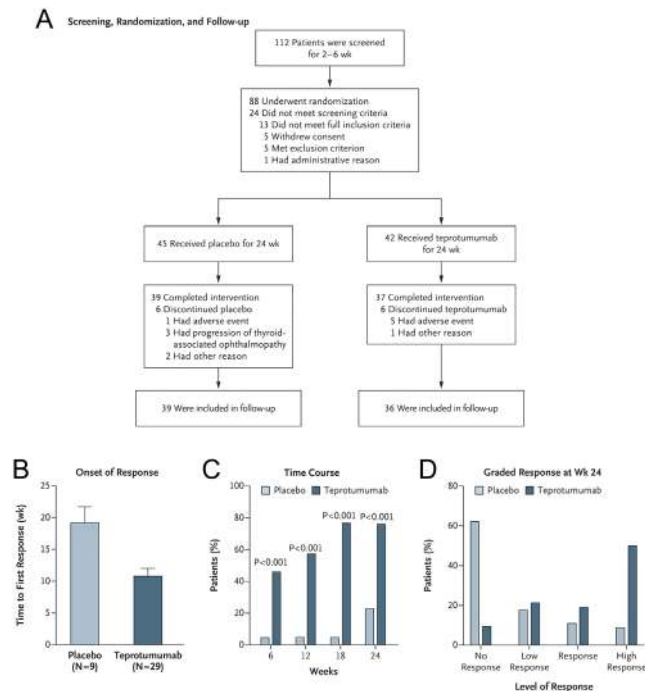 A
Screening, Randomization, and Follow-up
112 Patients were screened
for 2–6 wk
88 Underwent randomization
24 Did not meet screening criteria
13 Did not meet full inclusion criteria
5 Withdrew consent
5 Met exclusion criterion
1 Had administrative reason
45 Received placebo for 24 wk
42 Received teprotumumab
for 24 wk
39 Completed intervention
6 Discontinued placebo
1 Had adverse event
3 Had progression of thyroid-
associated ophthalmopathy
2 Had other reason
37 Completed intervention
6 Discontinued teprotumumab
5 Had adverse event
1 Had other reason
39 Were included in follow-up
36 Were included in follow-up
B
Onset of Response
Time to First Response (wk)
25
20
15
10
5
0
Placebo
(N=9)
Teprotumumab
(N=29)
C
Time Course
Placebo
Teprotumumab
Patients (%)
100
80
60
40
20
0
P<0.001
P<0.001
P<0.001
P<0.001
6
12
18
24
Weeks
D
Graded Response at Wk 24
Placebo
Teprotumumab
Patients (%)
80
60
40
20
0
No
Response
Low
Response
Response
High
Response
Level of Response